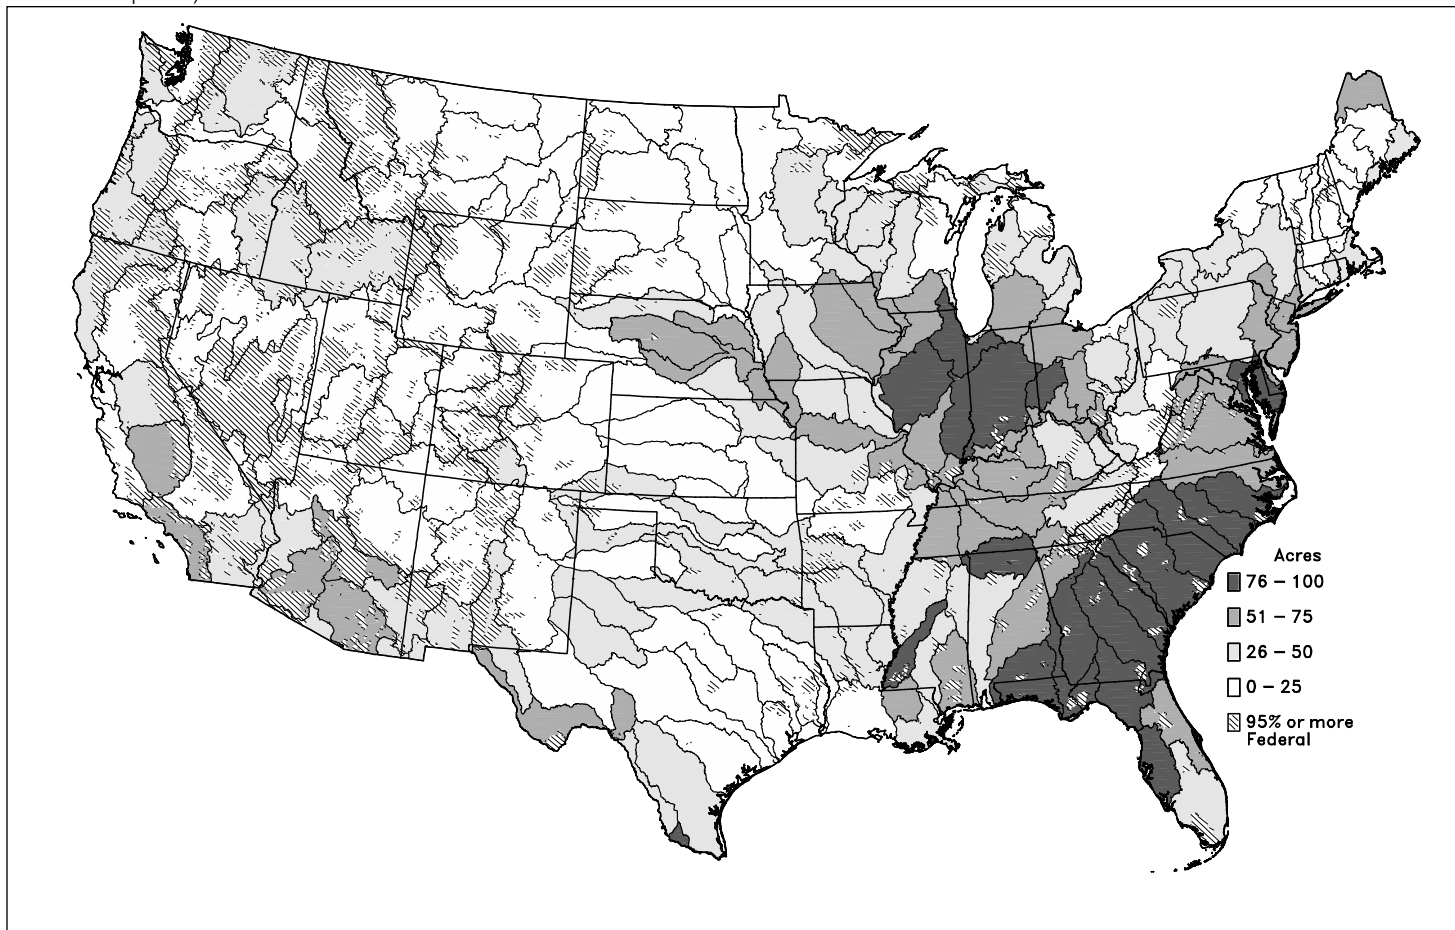 Acres
76 – 100
51 – 75
26 – 50
0 – 25
95% or more
Federal